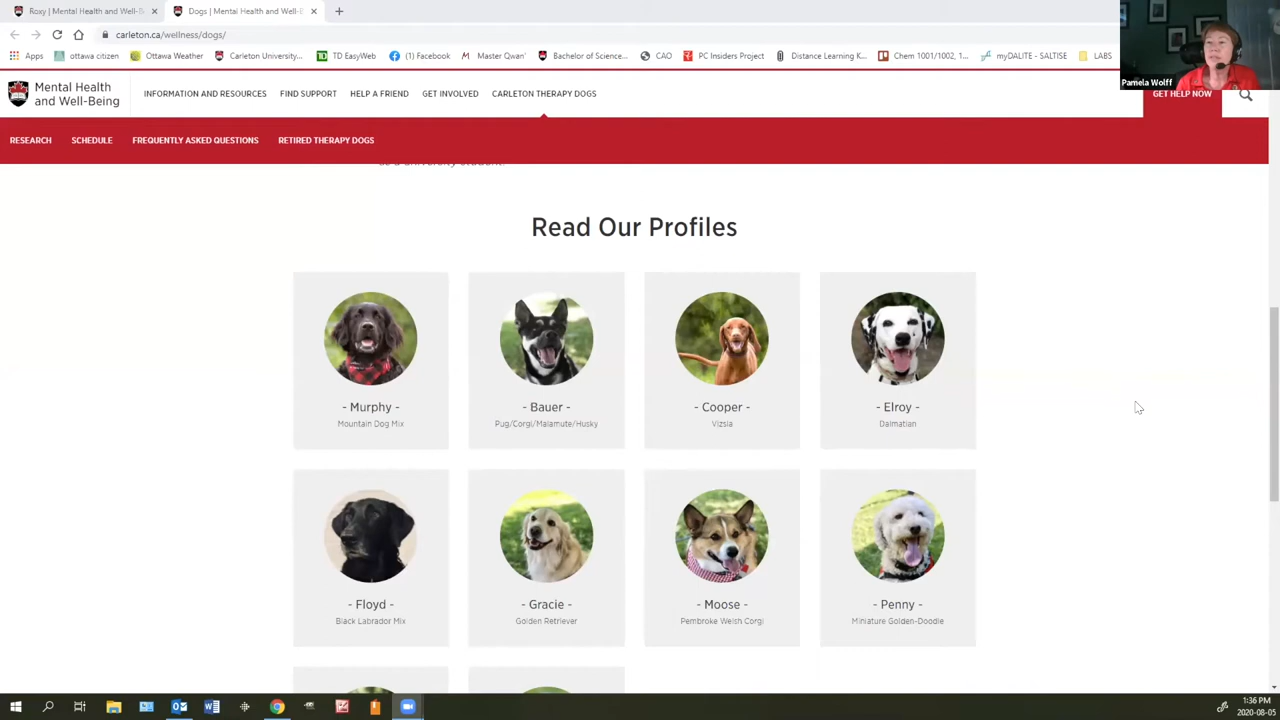 Roxy | Mental Health and Well-B
Dogs | Mental Health and Well-B
carleton.ca/wellness/dogs/
Apps
ottawa citizen
Ottawa Weather
Carleton University...
TD EasyWeb
(1) Facebook
Master Qwan'
Bachelor of Science...
CAO
PC Insiders Project
Distance Learning K...
Chem 1001/1002, 1...
myDALITE - SALTISE
LABS
Pamela Wolff
Mental Health
and Well-Being
INFORMATION AND RESOURCES
FIND SUPPORT
HELP A FRIEND
GET INVOLVED
CARLETON THERAPY DOGS
GET HELP NOW
RESEARCH
SCHEDULE
FREQUENTLY ASKED QUESTIONS
RETIRED THERAPY DOGS
as a university student.
Read Our Profiles
- Murphy -
Mountain Dog Mix
- Bauer -
Pug/Corgi/Malamute/Husky
- Cooper -
Vizsla
- Elroy -
Dalmatian
- Floyd -
Black Labrador Mix
- Gracie -
Golden Retriever
- Moose -
Pembroke Welsh Corgi
- Penny -
Miniature Golden-Doodle
1:36 PM
2020-08-05